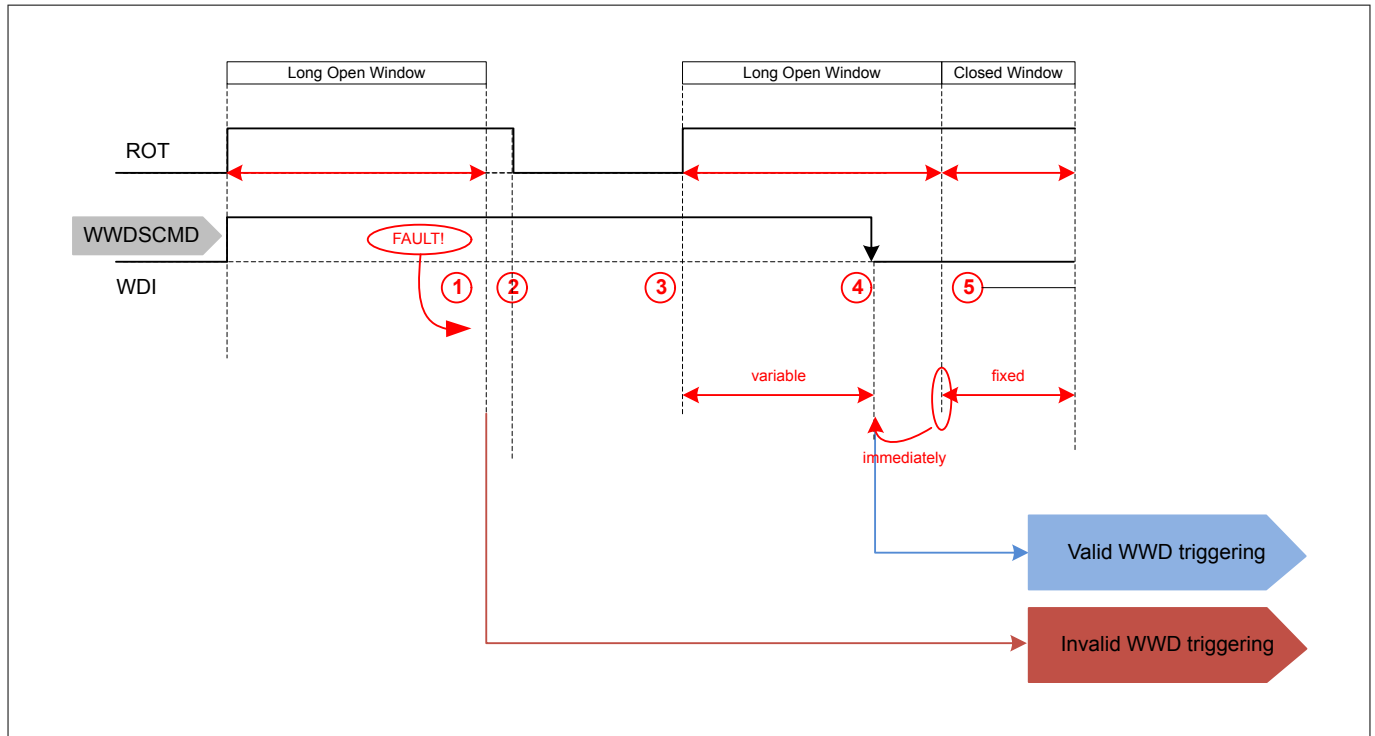 Long Open Window
Long Open Window
Closed Window
ROT
WWDSCMD
FAULT!
WDI
1
2
3
4
5
variable
fixed
immediately
Valid WWD triggering
Invalid WWD triggering